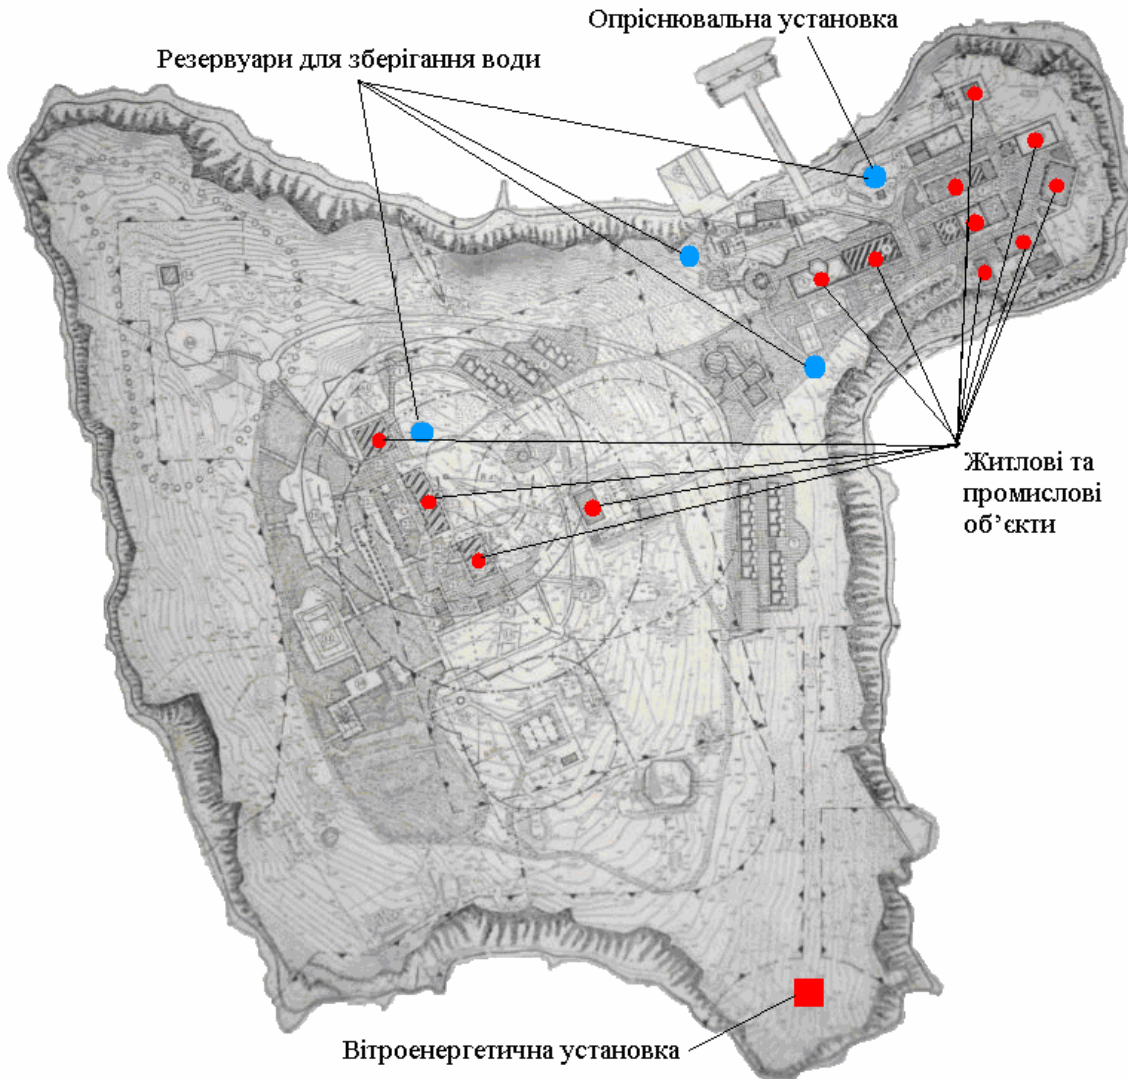 Опріснювальна установка
Резервуари для зберігання води
Житлові та
промислові
об’єкти
Вітроенергетична установка